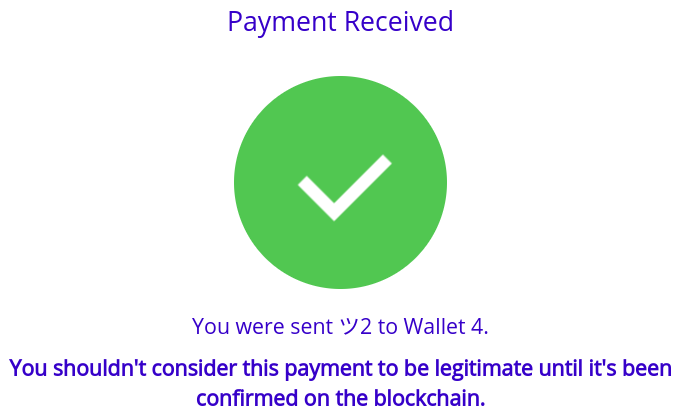 Payment Received
You were sent ツ2 to Wallet 4.
You shouldn't consider this payment to be legitimate until it's been
confirmed on the blockchain.